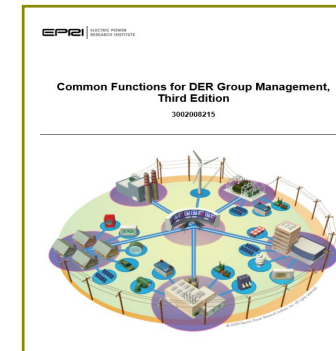 EPRI
ELECTRIC POWER
RESEARCH INSTITUTE
Common Functions for DER Group Management,
Third Edition
3002008215